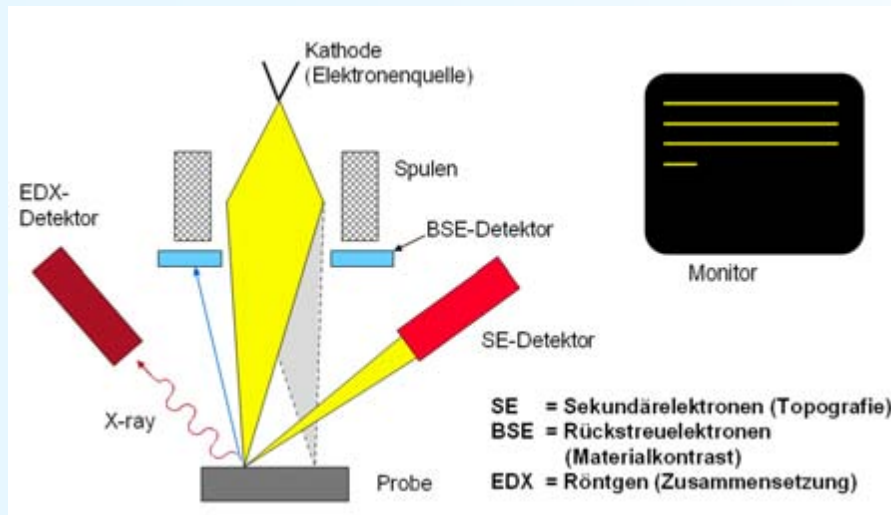 Kathode
(Elektronenquelle)
Spulen
EDX-
Detektor
BSE-Detektor
Monitor
SE-Detektor
X-ray
Probe
SE = Sekundärelektronen (Topografie)
BSE = Rückstreuelektronen
(Materialkontrast)
EDX = Röntgen (Zusammensetzung)